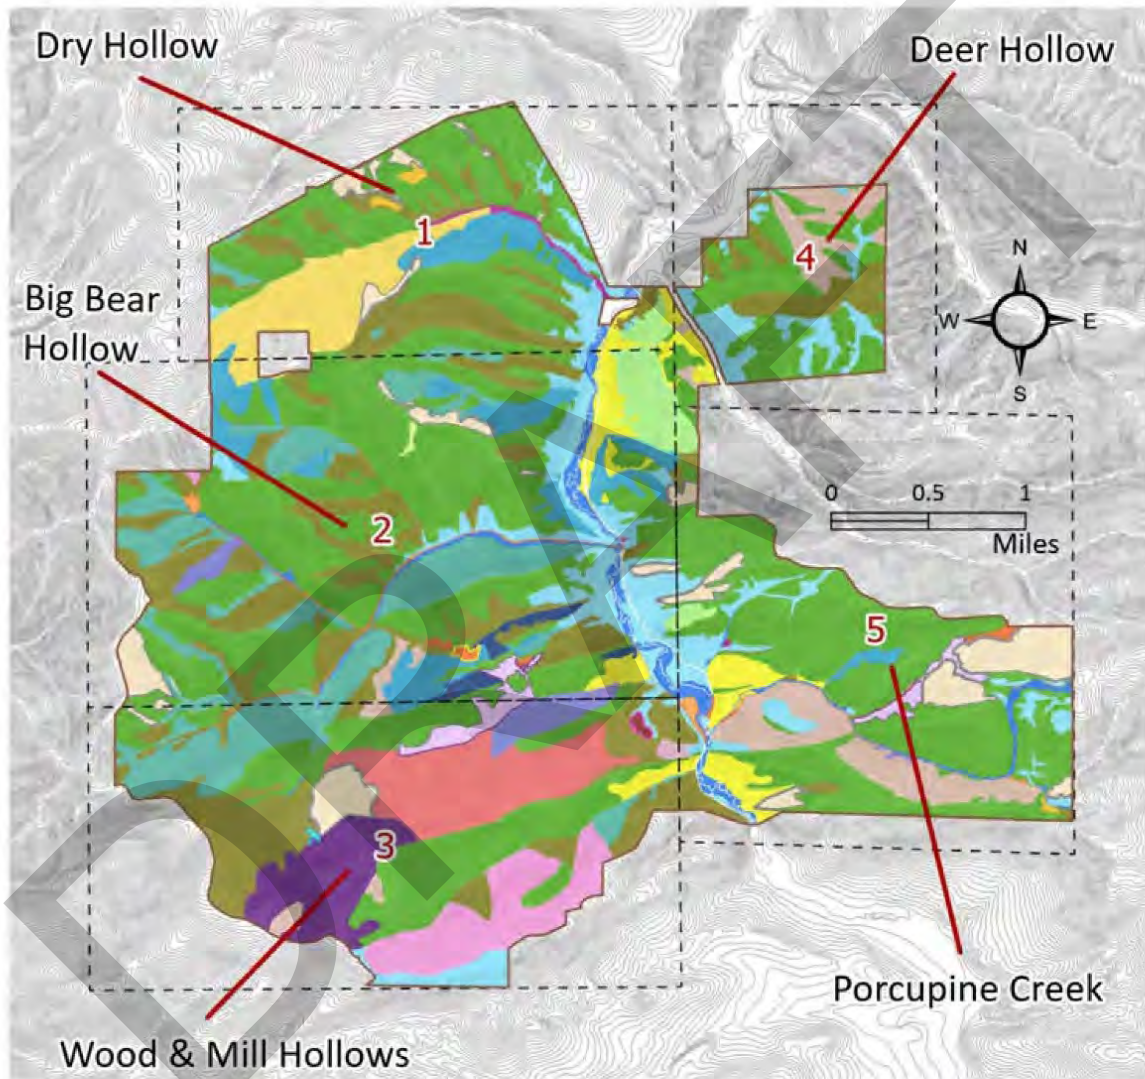 Dry Hollow
Deer Hollow
1
4
N
W E
S
Big Bear
Hollow
0 0.5 1
Miles
2
5
3
Porcupine Creek
Wood & Mill Hollows
DRAFT